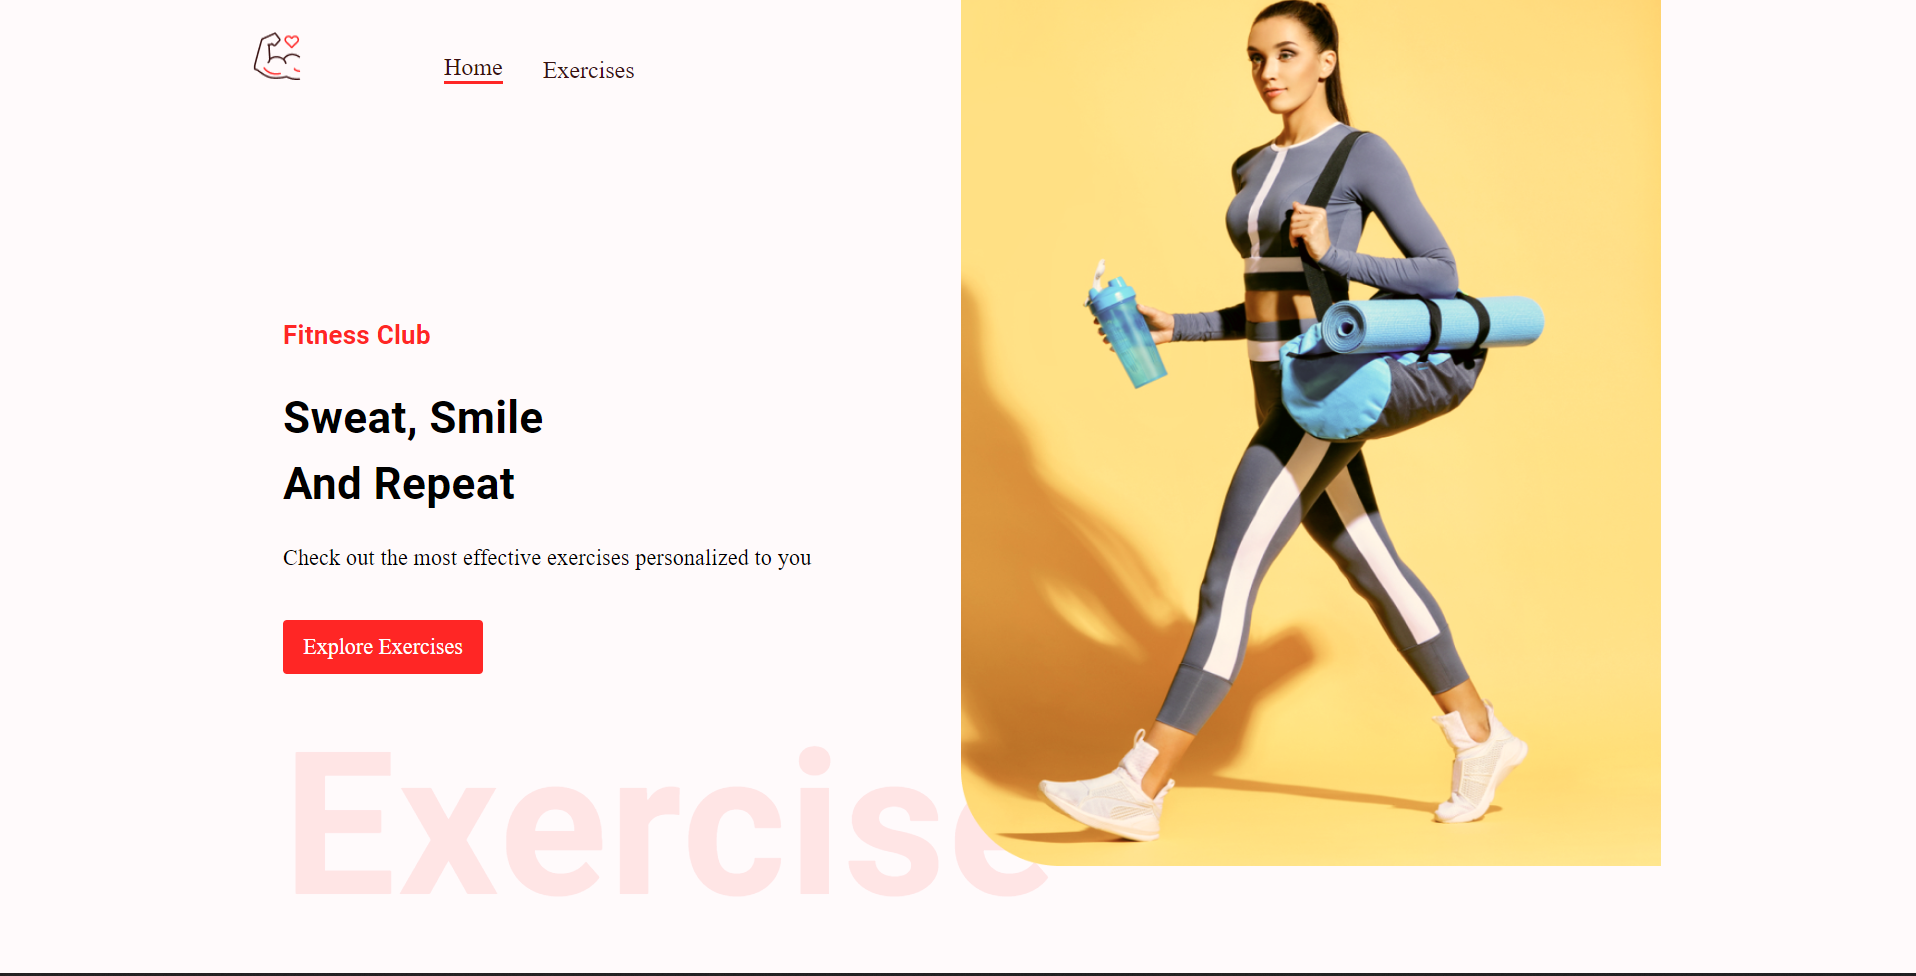 Home
Exercises
Fitness Club
Sweat, Smile
And Repeat
Check out the most effective exercises personalized to you
Explore Exercises
Exercise